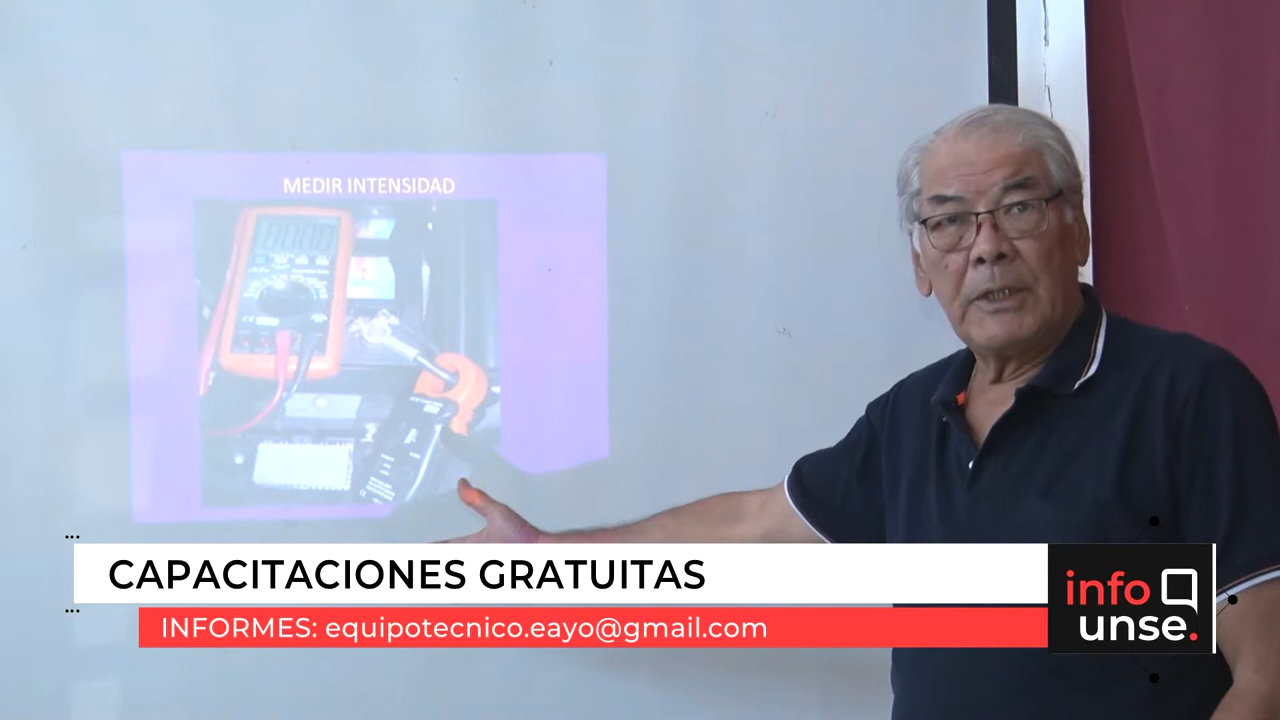 MEDIR INTENSIDAD
CAPACITACIONES GRATUITAS
INFORMES: equipotecnico.eayo@gmail.com
info
unse.